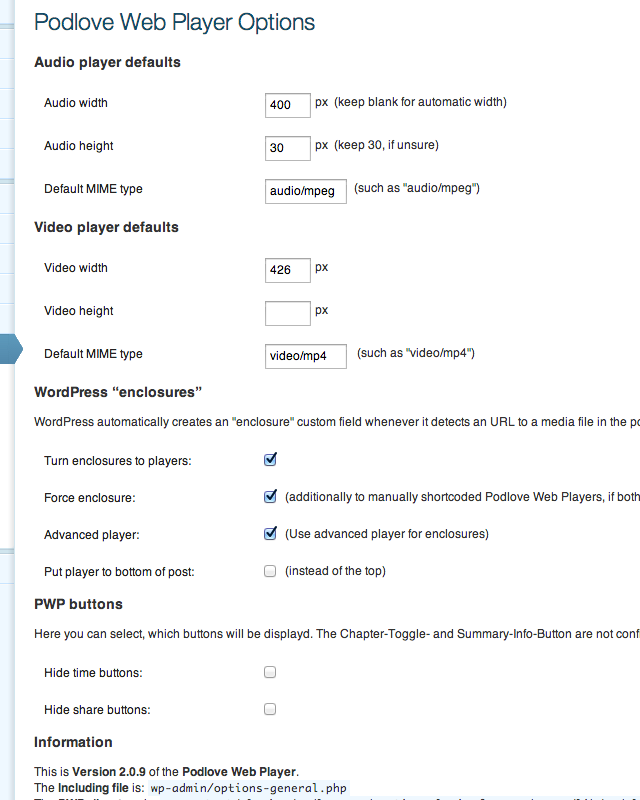 Podlove Web Player Options
Audio player defaults
Audio width 400 px (keep blank for automatic width)
Audio height 30 px (keep 30, if unsure)
Default MIME type audio/mpeg (such as "audio/mpeg")
Video player defaults
Video width 426 px
Video height px
Default MIME type video/mp4 (such as "video/mp4")
WordPress “enclosures”
WordPress automatically creates an "enclosure" custom field whenever it detects an URL to a media file in the po
Turn enclosures to players:
Force enclosure: (additionally to manually shortcoded Podlove Web Players, if both
Advanced player: (Use advanced player for enclosures)
Put player to bottom of post: (instead of the top)
PWP buttons
Here you can select, which buttons will be displayd. The Chapter-Toggle- and Summary-Info-Button are not conf
Hide time buttons:
Hide share buttons:
Information
This is Version 2.0.9 of the Podlove Web Player.
The Including file is: wp-admin/options-general.php